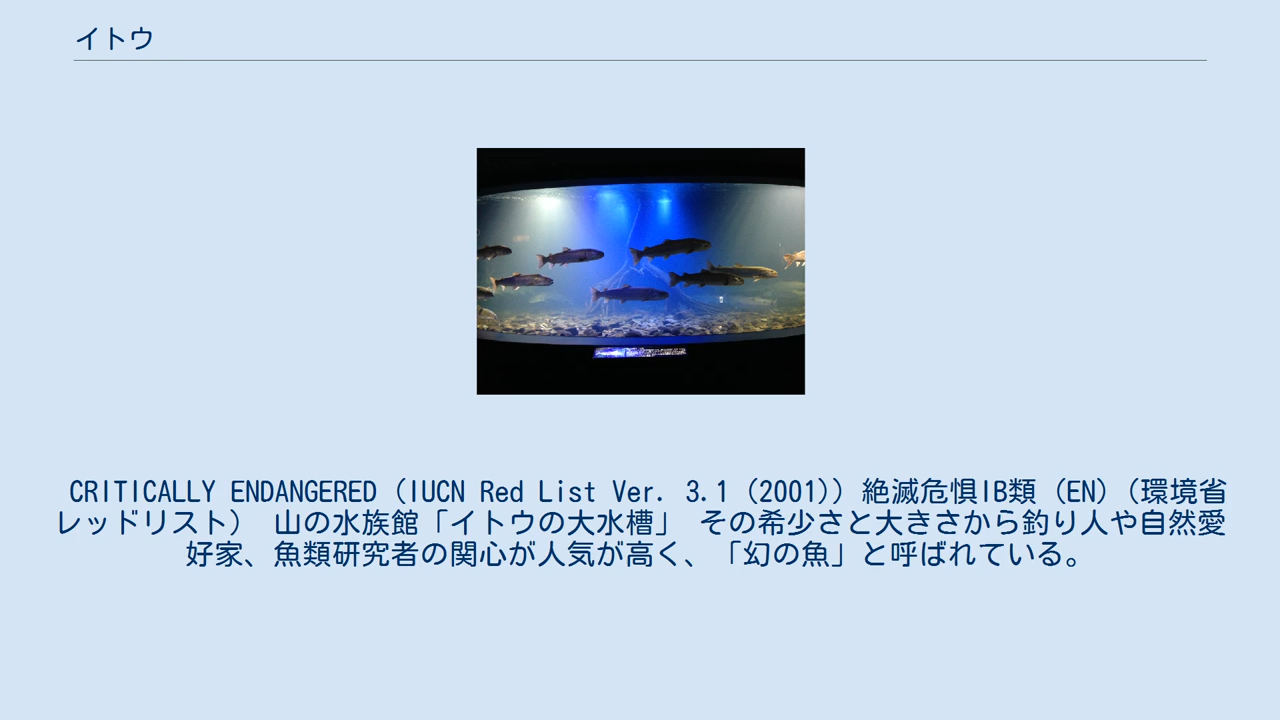 イトウ
CRITICALLY ENDANGERED (IUCN Red List Ver. 3.1 (2001)) 絶滅危惧IB類 (EN)（環境省
レッドリスト） 山の水族館「イトウの大水槽」 その希少さと大きさから釣り人や自然愛
好家、魚類研究者の関心が人気が高く、「幻の魚」と呼ばれている。